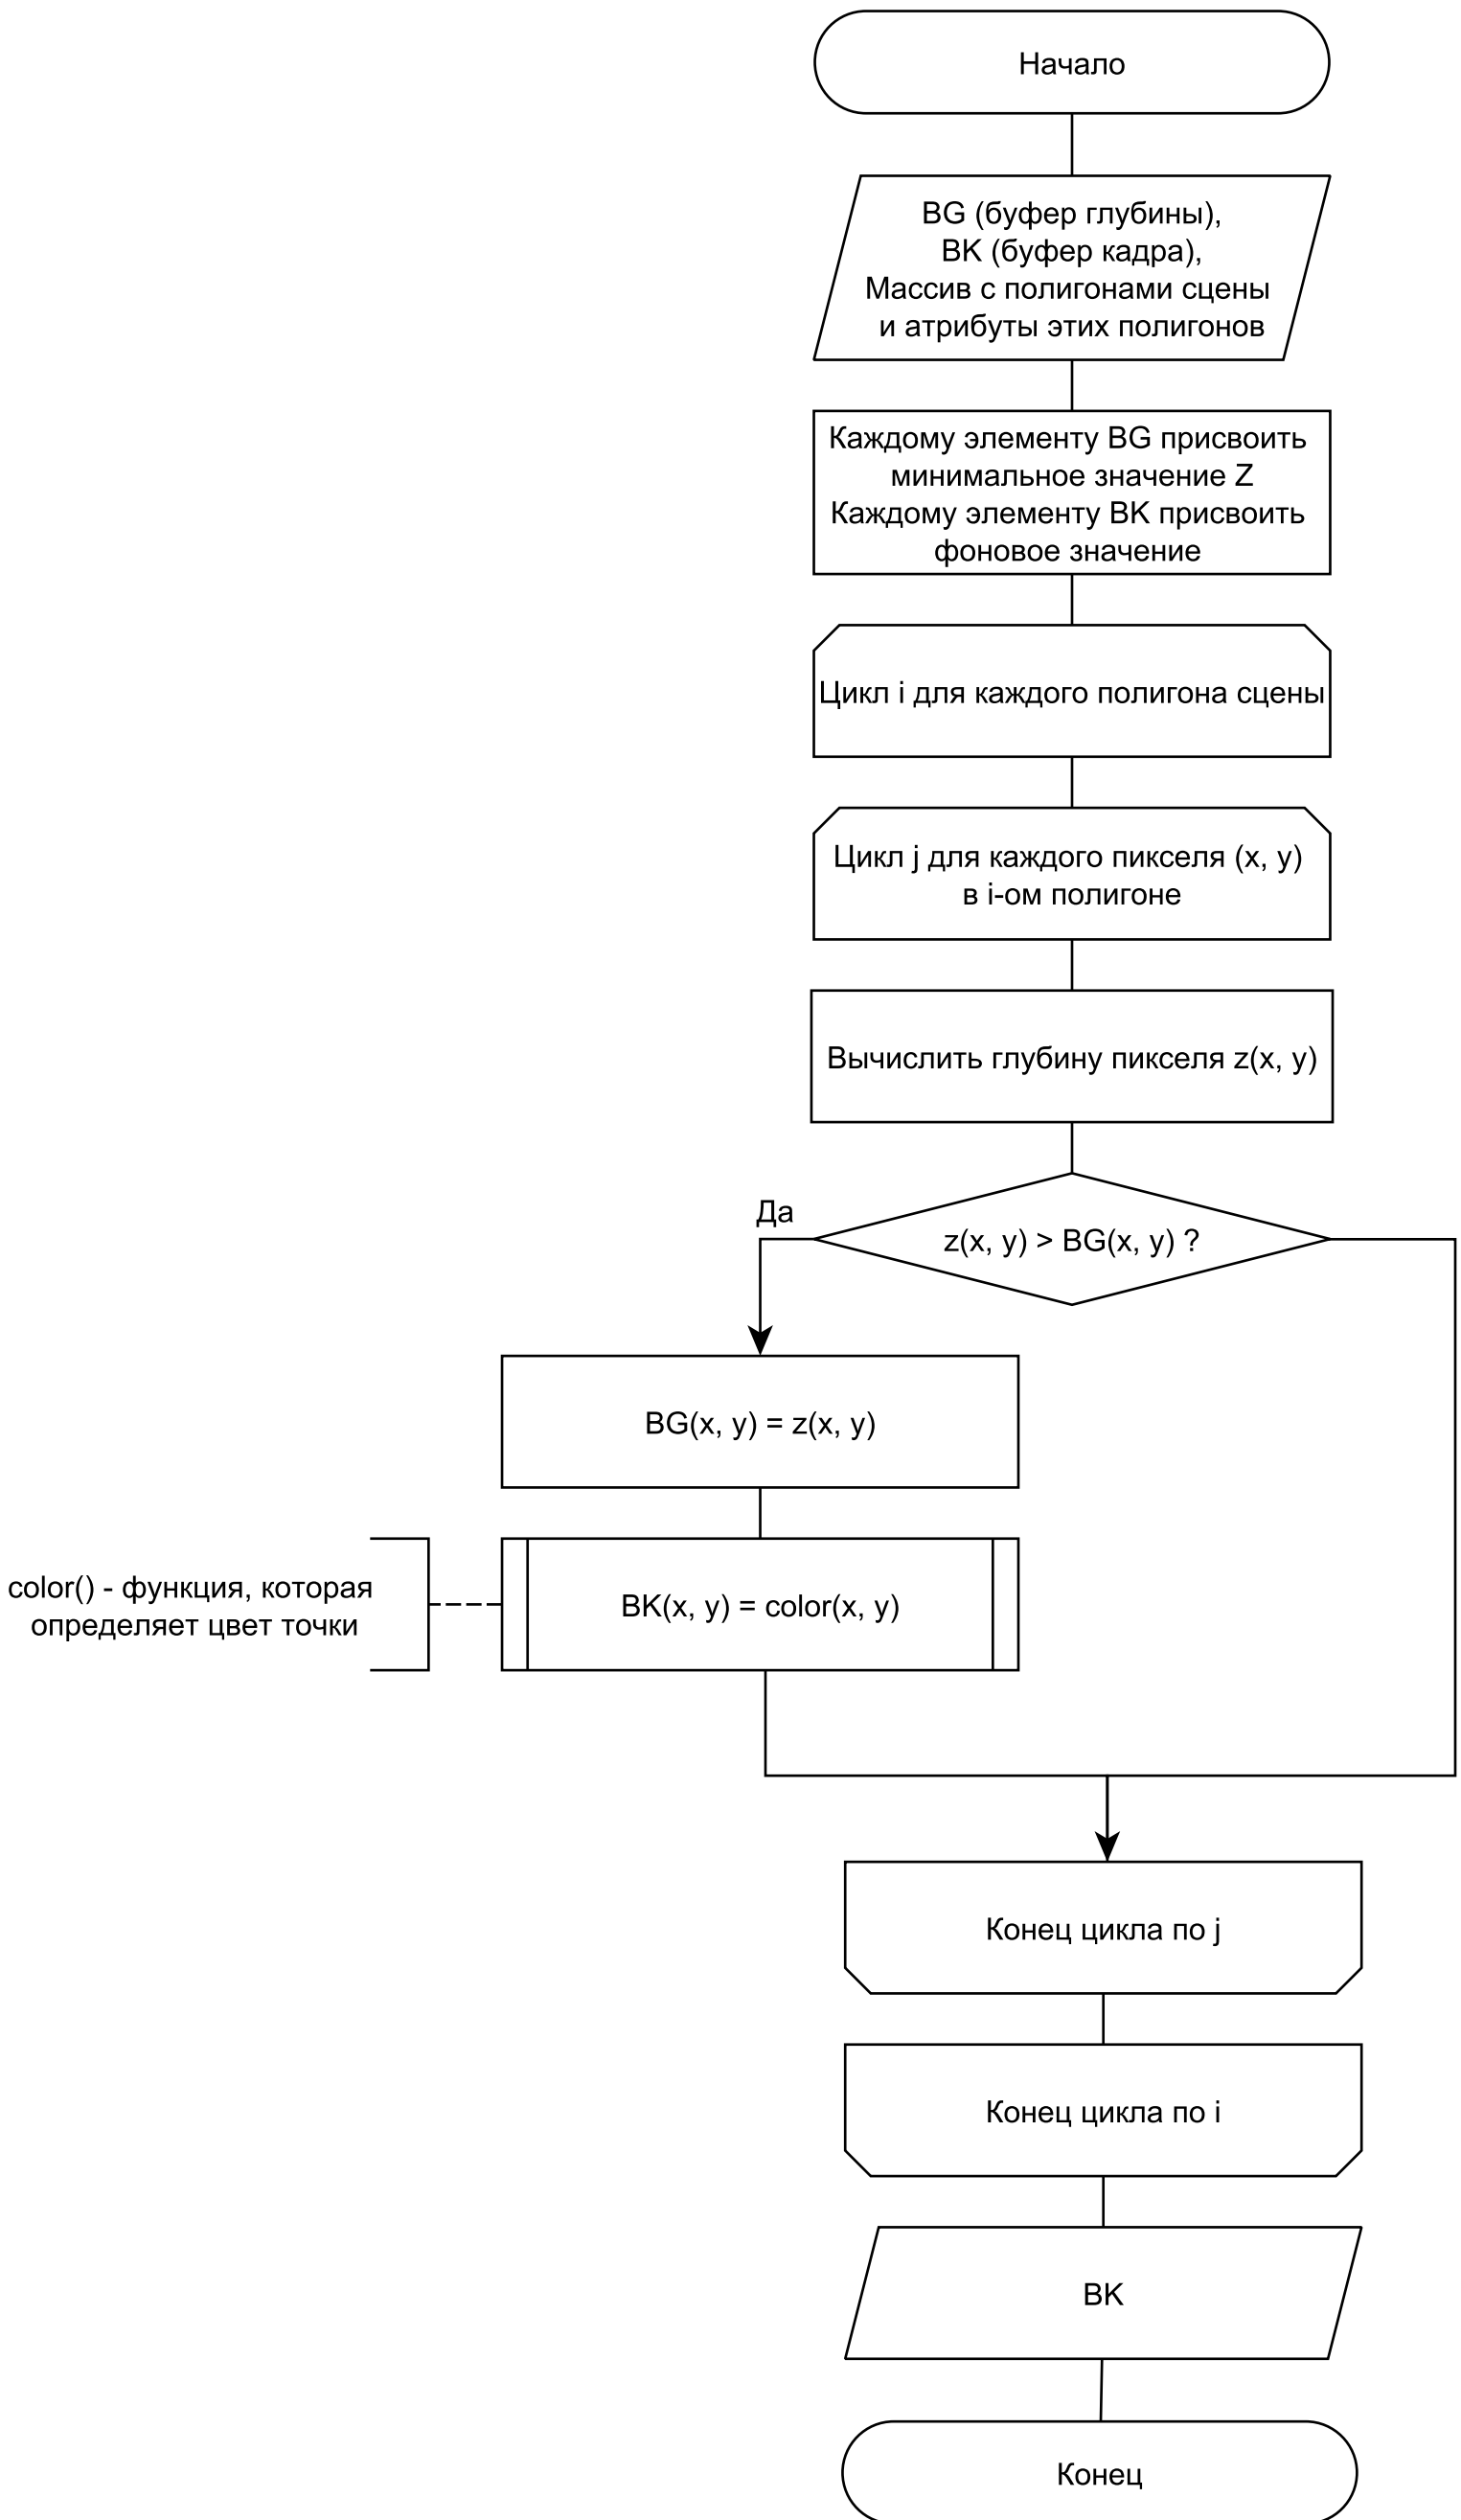 Начало
BG (буфер глубины),
BK (буфер кадра),
Массив с полигонами сцены
и атрибуты этих полигонов
Каждому элементу BG присвоить
минимальное значение Z
Каждому элементу BK присвоить
фоновое значение
Цикл i для каждого полигона сцены
Цикл j для каждого пикселя (x, y)
в i-ом полигоне
Вычислить глубину пикселя z(x, y)
Да
z(x, y) > BG(x, y) ?
BG(x, y) = z(x, y)
color() - функция, которая
определяет цвет точки
BK(x, y) = color(x, y)
Конец цикла по j
Конец цикла по i
BK
Конец